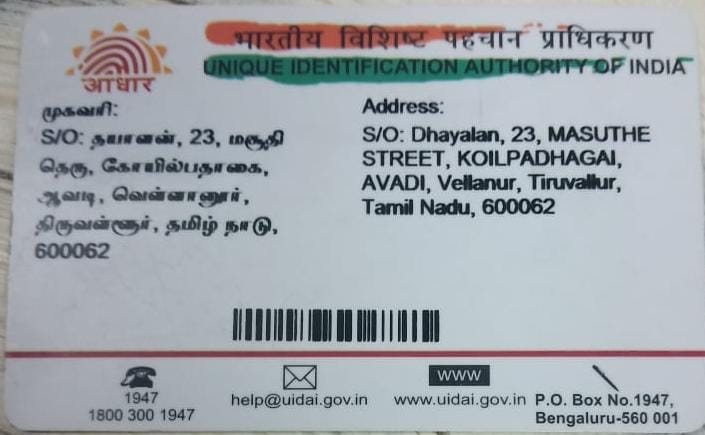 भारतीय विशिष्ट पहचान प्राधिकरण
UNIQUE IDENTIFICATION AUTHORITY OF INDIA
आधार
முகவரி:
S/O: தயாளன், 23, மசூதி
தெரு, கோயில்பதாகை,
ஆவடி, வெள்ளானூர்,
திருவள்ளூர், தமிழ் நாடு,
600062
Address:
S/O: Dhayalan, 23, MASUTHE
STREET, KOILPADHAGAI,
AVADI, Vellanur, Tiruvallur,
Tamil Nadu, 600062
1947
1800 300 1947
help@uidai.gov.in
WWW
www.uidai.gov.in
P.O. Box No.1947,
Bengaluru-560 001